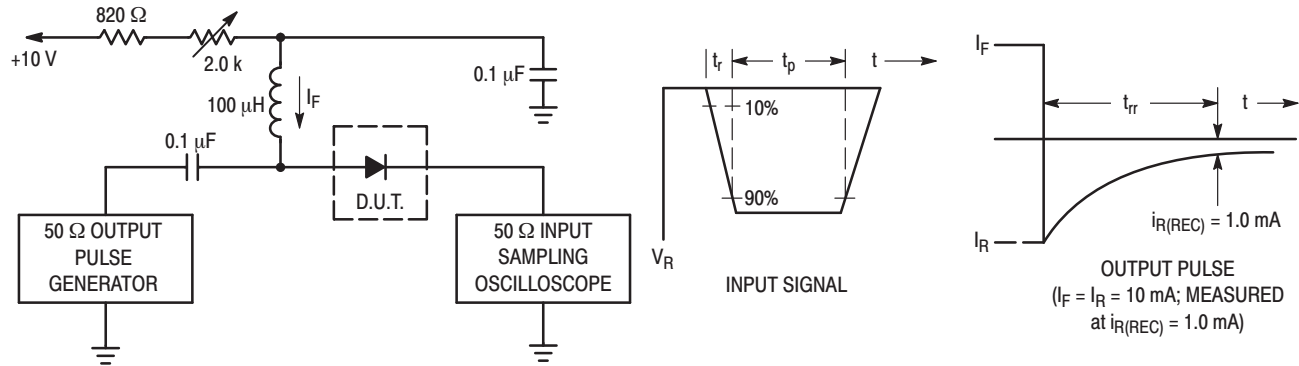 820 Ω
+10 V
2.0 k
100 µH
I_F
0.1 µF
0.1 µF
D.U.T.
50 Ω OUTPUT
PULSE
GENERATOR
50 Ω INPUT
SAMPLING
OSCILLOSCOPE
t_r
t_p
t
10%
90%
V_R
INPUT SIGNAL
I_F
t_rr
t
I_R
i_R(REC) = 1.0 mA
OUTPUT PULSE
(I_F = I_R = 10 mA; MEASURED
at i_R(REC) = 1.0 mA)